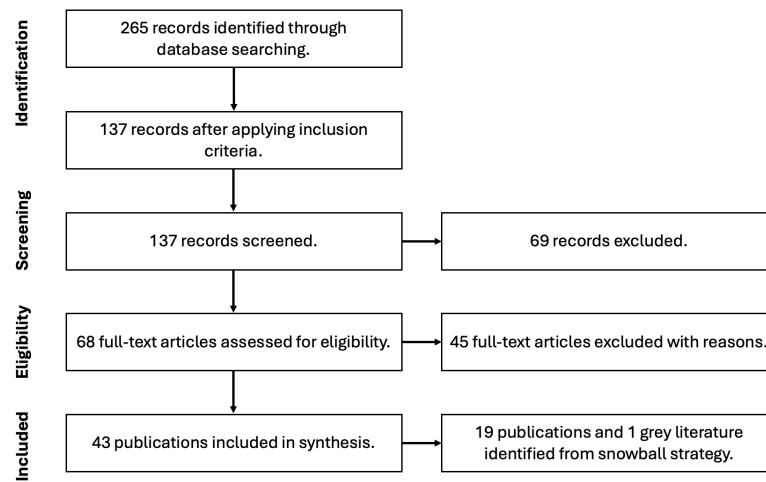 Identification
265 records identified through
database searching.
137 records after applying inclusion
criteria.
Screening
137 records screened.
69 records excluded.
Eligibility
68 full-text articles assessed for eligibility.
45 full-text articles excluded with reasons.
Included
43 publications included in synthesis.
19 publications and 1 grey literature
identified from snowball strategy.